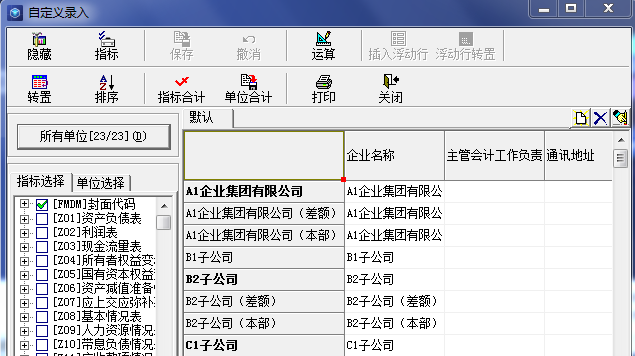 自定义录入
隐藏 指标 保存 撤消 运算 插入浮动行 浮动行转置
转置 排序 指标合计 单位合计 打印 关闭
默认
所有单位[23/23](D)
企业名称 主管会计工作负责 通讯地址
指标选择 单位选择
[FMDM]封面代码
[Z01]资产负债表
[Z02]利润表
[Z03]现金流量表
[Z04]所有者权益变
[Z05]国有资本权益
[Z06]资产减值准备
[Z07]应上交应弥补
[Z08]基本情况表
[Z09]人力资源情况
[Z10]带息负债情况
A1企业集团有限公司 A1企业集团有限公
A1企业集团有限公司（差额） A1企业集团有限公
A1企业集团有限公司（本部） A1企业集团有限公
B1子公司 B1子公司
B2子公司 B2子公司
B2子公司（差额） B2子公司（差额）
B2子公司（本部） B2子公司（本部）
C1子公司 C1子公司